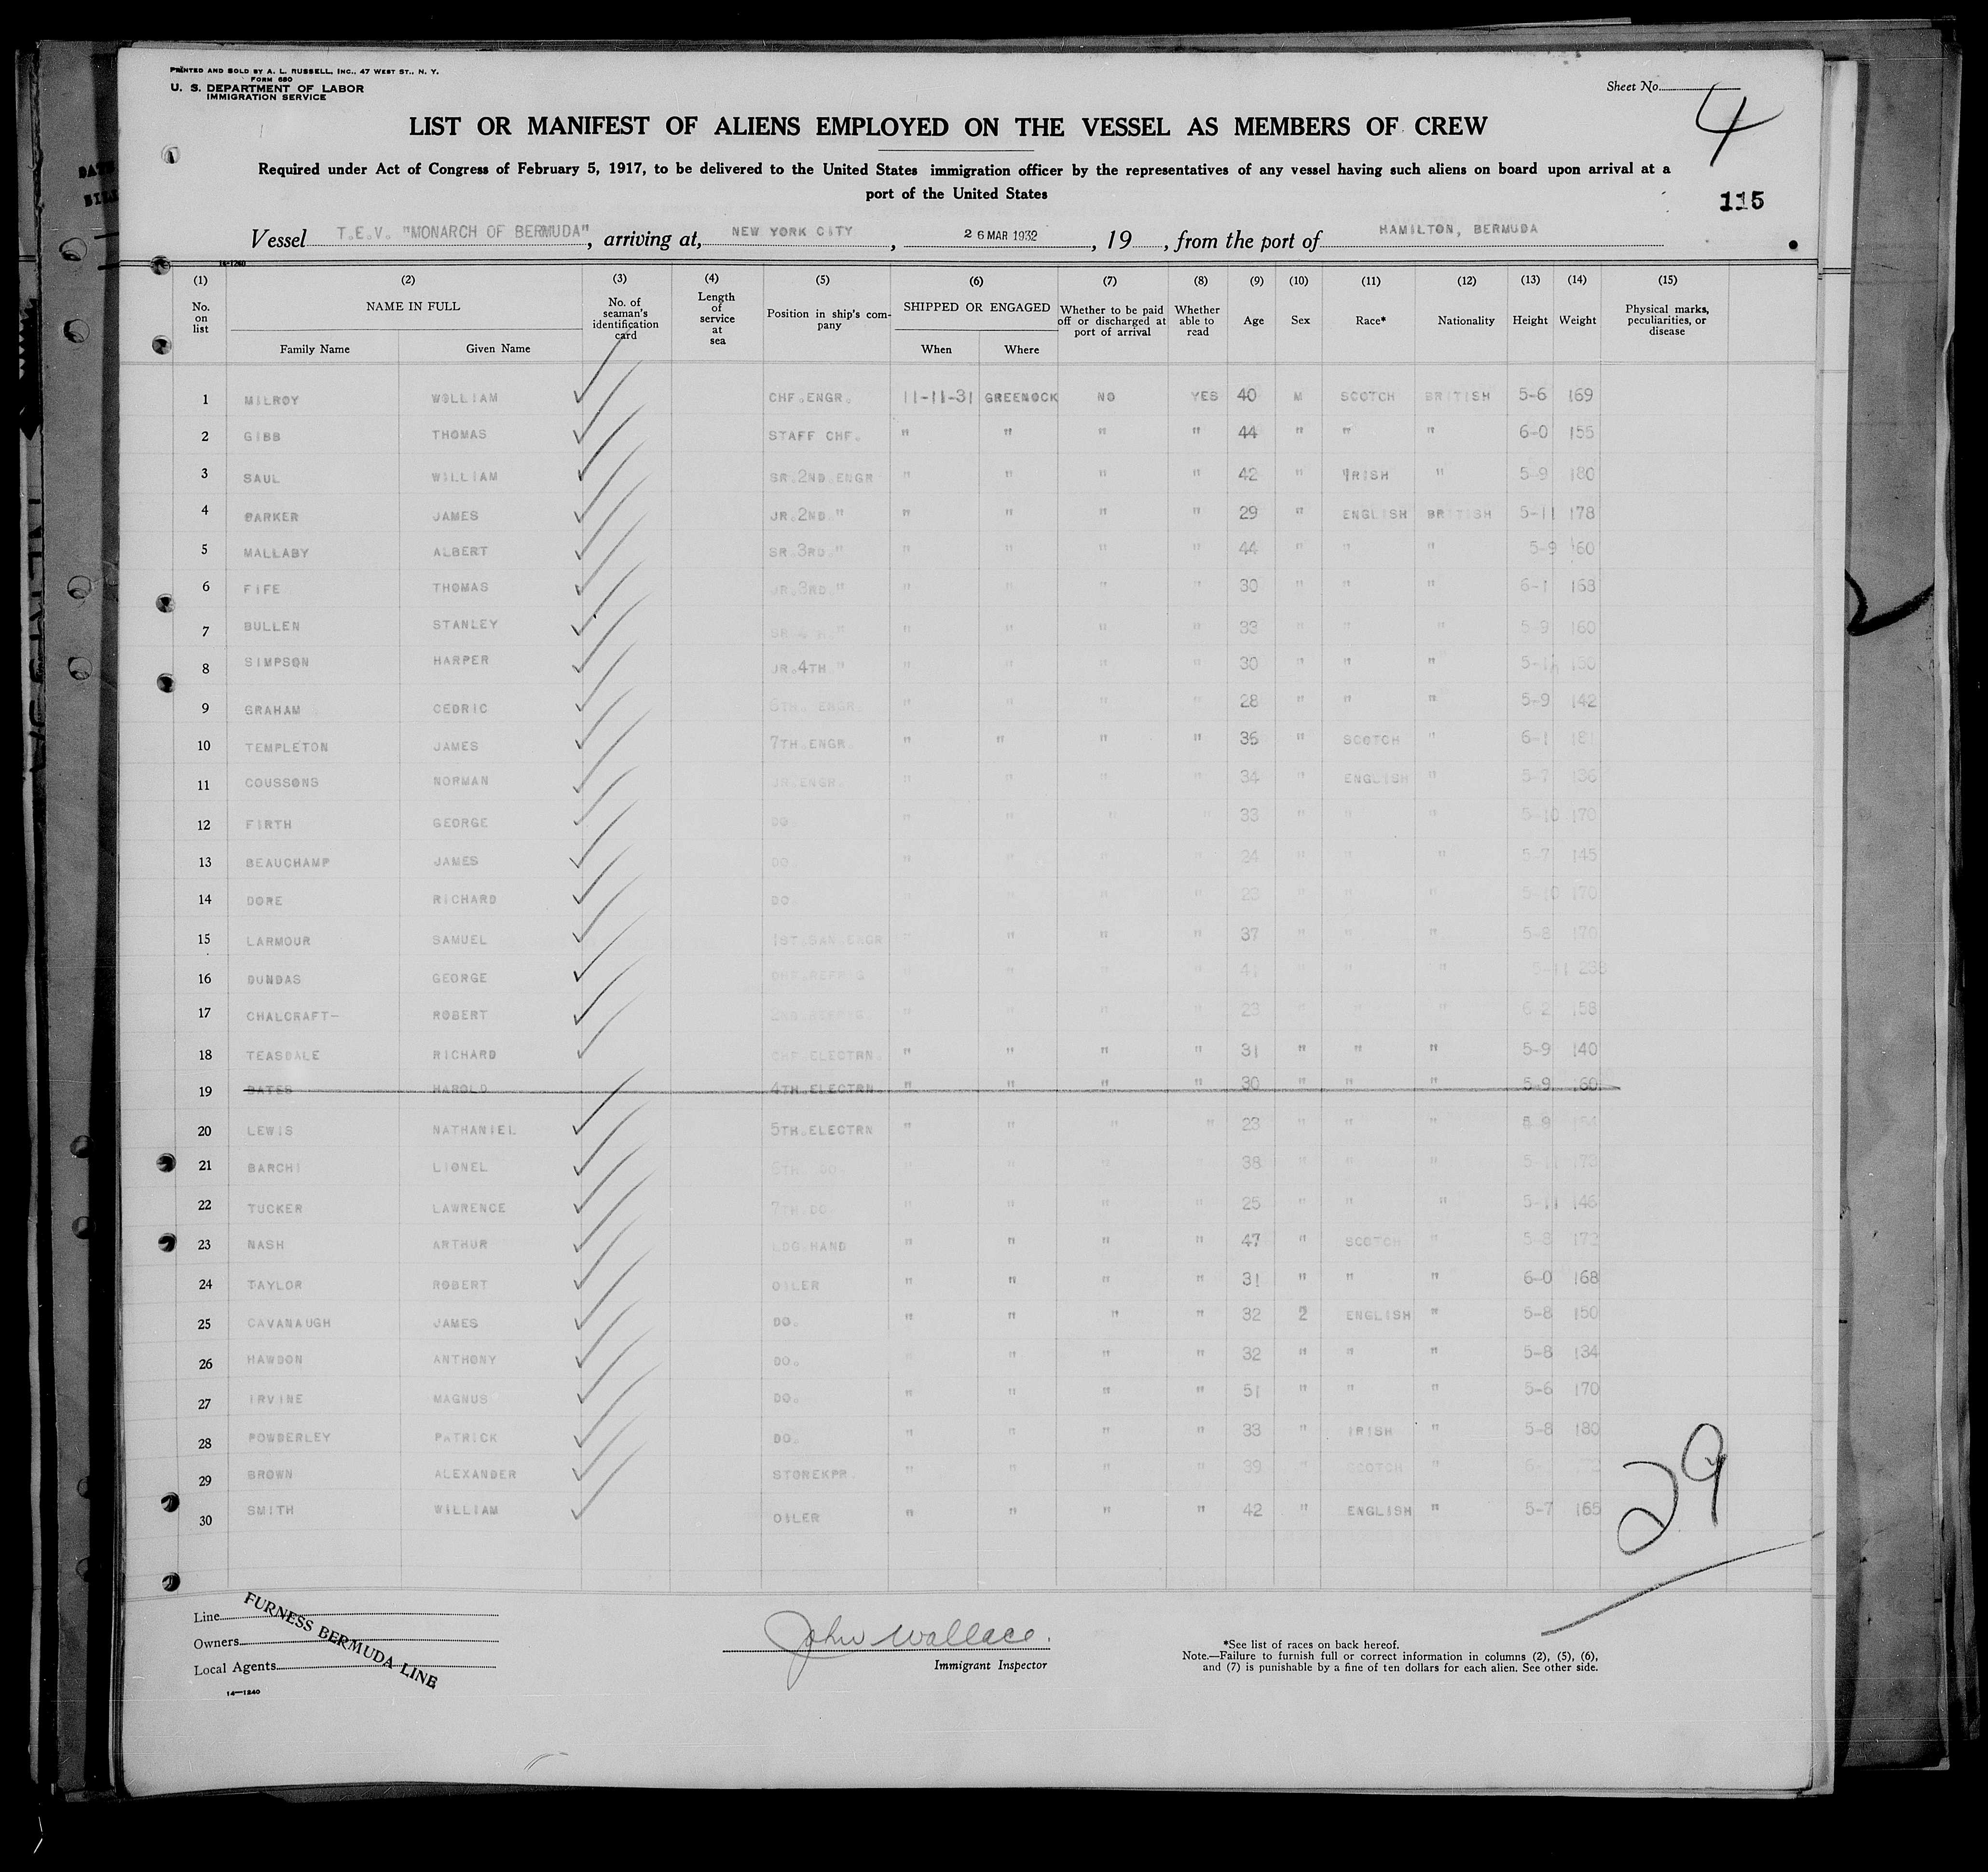 PRINTED AND SOLD BY A. L. RUSSELL, INC., 47 WEST ST., N. Y.
FORM 680
U. S. DEPARTMENT OF LABOR
IMMIGRATION SERVICE
Sheet No. 4
LIST OR MANIFEST OF ALIENS EMPLOYED ON THE VESSEL AS MEMBERS OF CREW
Required under Act of Congress of February 5, 1917, to be delivered to the United States immigration officer by the representatives of any vessel having such aliens on board upon arrival at a
port of the United States
115
Vessel T.E.V. "MONARCH OF BERMUDA", arriving at, NEW YORK CITY, 26 MAR 1932, 19 , from the port of HAMILTON, BERMUDA
14-1240
(1) (2) (3) (4) (5) (6) (7) (8) (9) (10) (11) (12) (13) (14) (15)
No. on list NAME IN FULL No. of seaman's identification card Length of service at sea Position in ship's company SHIPPED OR ENGAGED Whether to be paid off or discharged at port of arrival Whether able to read Age Sex Race* Nationality Height Weight Physical marks, peculiarities, or disease
Family Name Given Name When Where
1 MILROY WILLIAM CHF.ENGR. 11-11-31 GREENOCK NO YES 40 M SCOTCH BRITISH 5-6 169
2 GIBB THOMAS STAFF CHF. " " " " 44 " " " 6-0 155
3 SAUL WILLIAM SR.2ND.ENGR " " " " 42 " IRISH " 5-9 180
4 BARKER JAMES JR.2ND." " " " " 29 " ENGLISH BRITISH 5-11 178
5 MALLABY ALBERT SR.3RD." " " " " 44 " " " 5-9 160
6 FIFE THOMAS JR.3RD." " " " " 30 " " " 6-1 168
7 BULLEN STANLEY " " " " 33 " " " 5-9 160
8 SIMPSON HARPER JR.4TH." " " " " 30 " " "
9 GRAHAM CEDRIC 6TH. ENGR. " " " " 28 " " " 5-9 142
10 TEMPLETON JAMES 7TH.ENGR. " " " " 36 " SCOTCH " 6-1 181
11 COUSSONS NORMAN JR.ENGR. " " " " 34 " ENGLISH " 5-7 136
12 FIRTH GEORGE DO. " " " " 33 " " " 5-10 170
13 BEAUCHAMP JAMES DO. " " " " 24 " " " 5-7 145
14 DORE RICHARD DO " " " " 23 " " " 5-10 170
15 LARMOUR SAMUEL 1ST.SAN.ENGR " " " " 37 " " " 5-8 170
16 DUNDAS GEORGE " " " " 41 " " " 5-11
17 CHALCRAFT- ROBERT " " " " 23 " " " 6-2 158
18 TEASDALE RICHARD CHF.ELECTRN. " " " " 31 " " " 5-9 140
19 BATES HAROLD 4TH.ELECTRN. " " " " 30 " " " 5-9 160
20 LEWIS NATHANIEL 5TH.ELECTRN " " " " 23 " " "
21 BARCHI LIONEL 6TH. DO. " " " " 38 " " " 5-11 173
22 TUCKER LAWRENCE 7TH.DO. " " " " 25 " " " 5-11 146
23 NASH ARTHUR LDG.HAND " " " " 47 " SCOTCH " 5-8 172
24 TAYLOR ROBERT OILER " " " " 31 " " " 6-0 168
25 CAVANAUGH JAMES DO. " " " " 32 2 ENGLISH " 5-8 150
26 HAWDON ANTHONY DO. " " " " 32 " " " 5-8 134
27 IRVINE MAGNUS DO. " " " " 51 " " " 5-6 170
28 POWDERLEY PATRICK DO. " " " " 33 " IRISH " 5-8 180
29 BROWN ALEXANDER STOREKPR. " " " " 39 " SCOTCH "
30 SMITH WILLIAM OILER " " " " 42 " ENGLISH " 5-7 165
29
Line
Owners
Local Agents
FURNESS BERMUDA LINE
14-1240
John Wallace.
Immigrant Inspector
*See list of races on back hereof.
Note.—Failure to furnish full or correct information in columns (2), (5), (6),
and (7) is punishable by a fine of ten dollars for each alien. See other side.